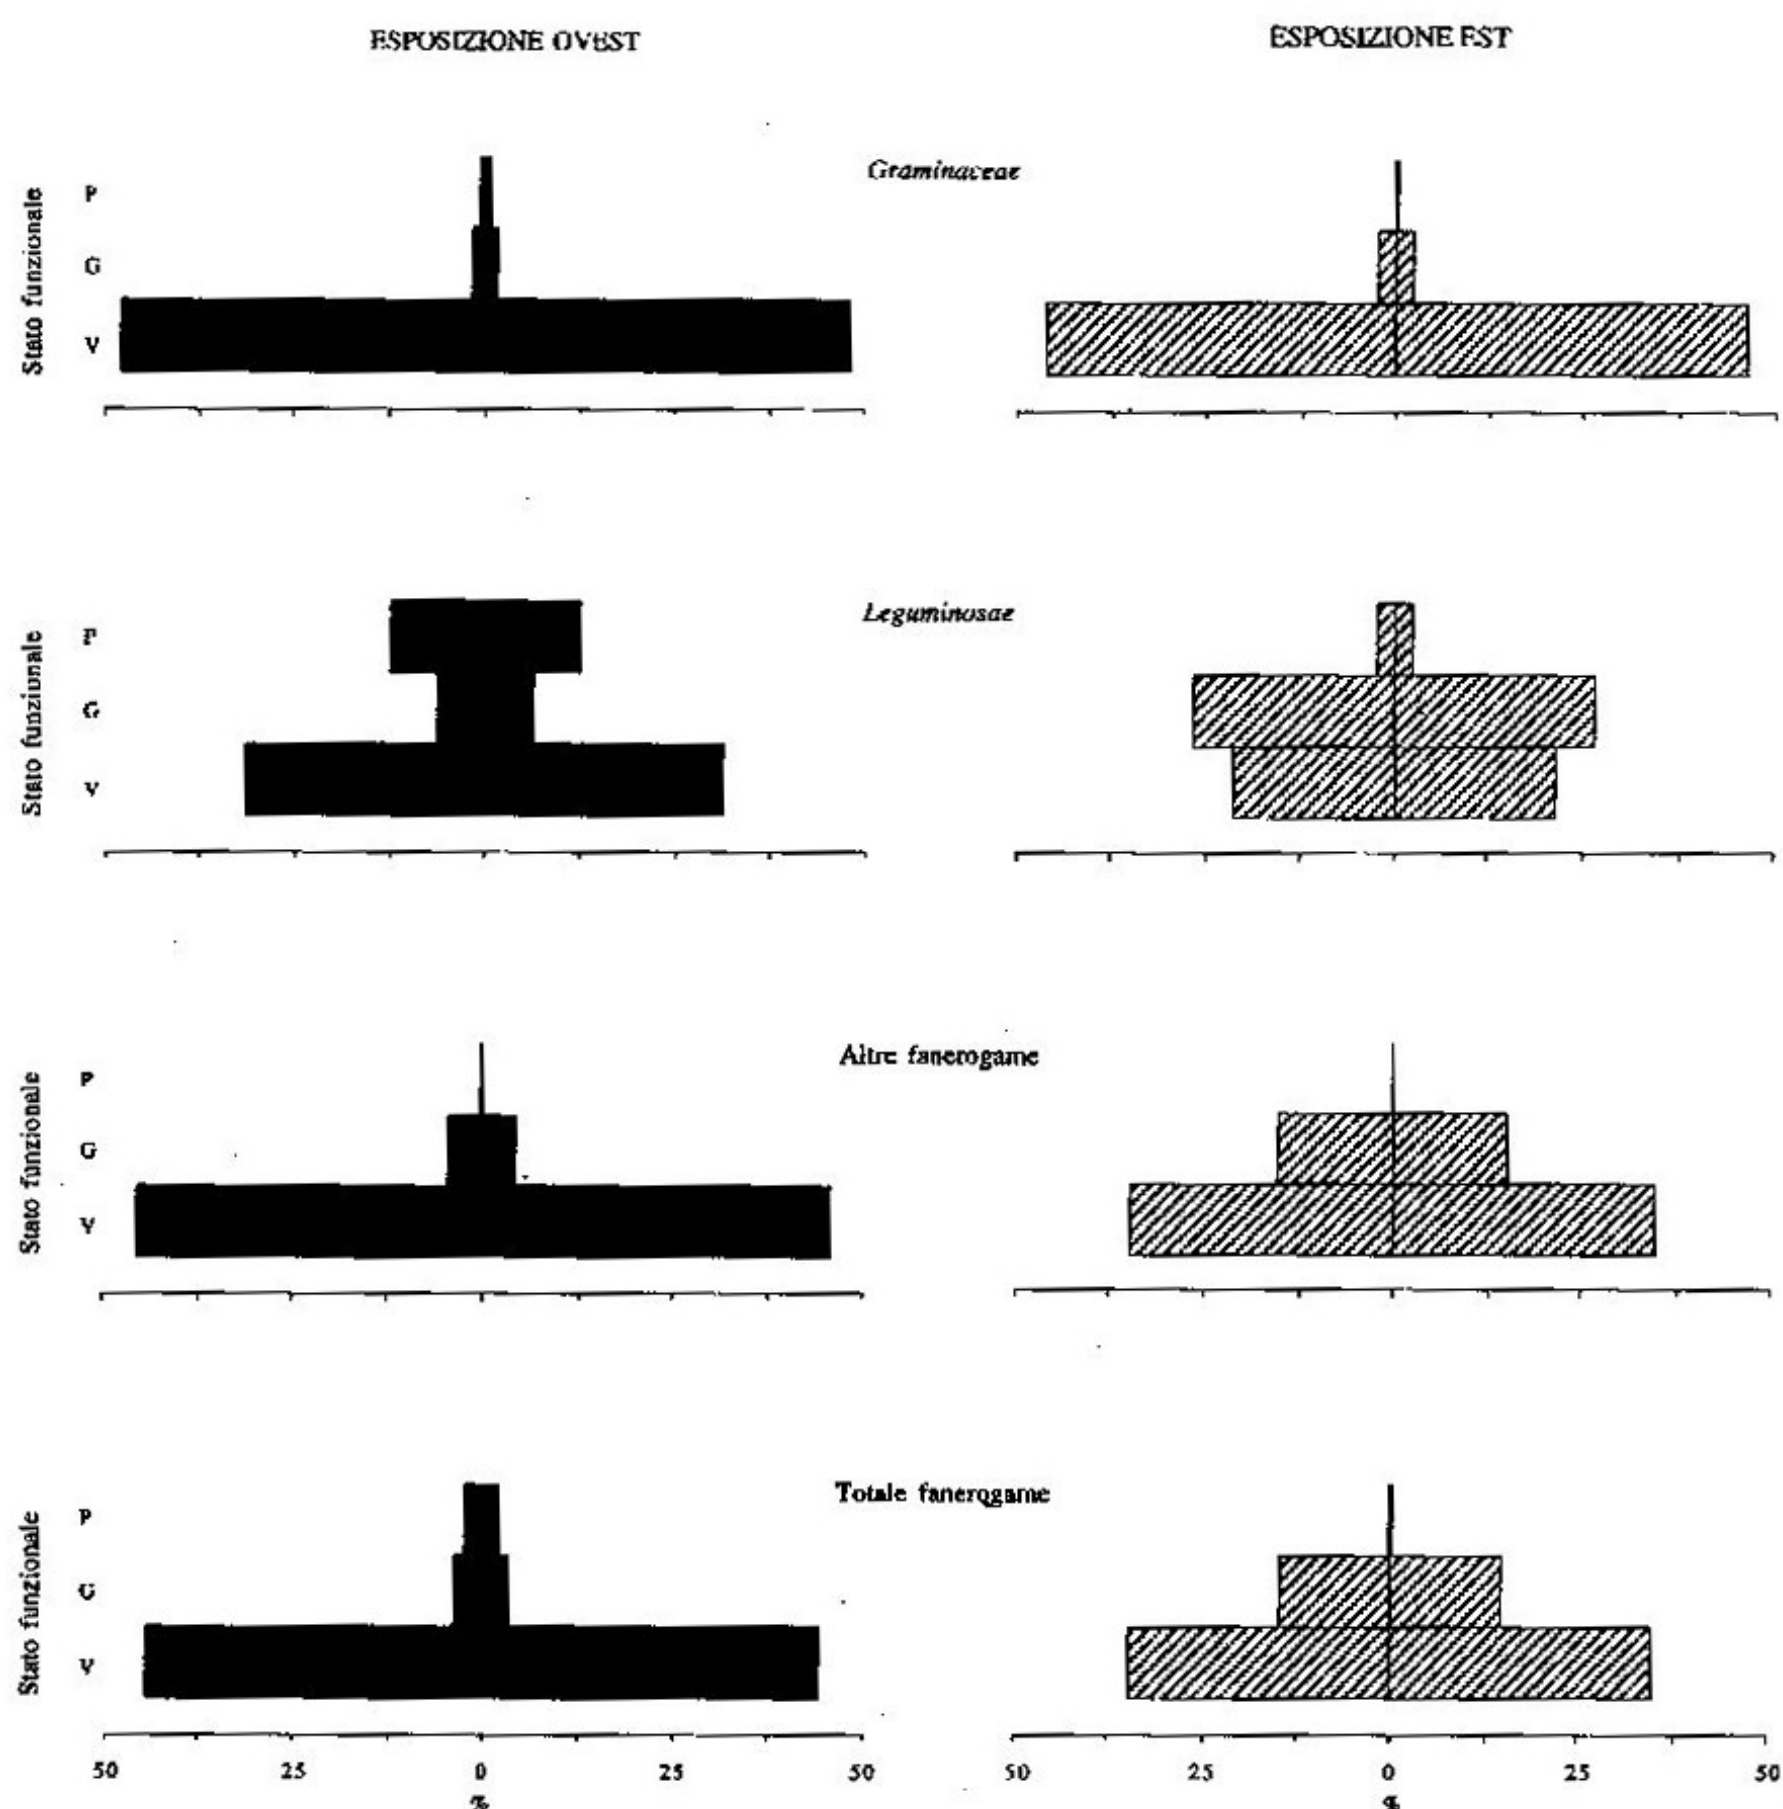 ESPOSIZIONE OVEST
ESPOSIZIONE EST
Graminaceae
Stato funzionale
P
G
V
Leguminosae
Stato funzionale
P
G
V
Altre fanerogame
Stato funzionale
P
G
V
Totale fanerogame
Stato funzionale
P
G
V
50 25 0 25 50
%
50 25 0 25 50
%